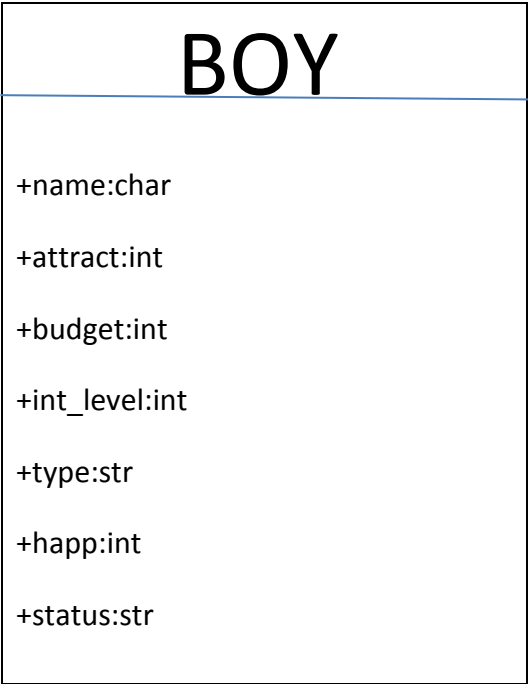 BOY
+name:char
+attract:int
+budget:int
+int_level:int
+type:str
+happ:int
+status:str